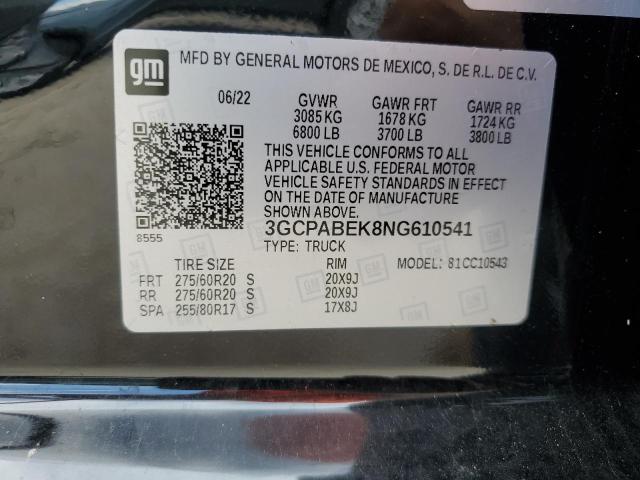 gm
MFD BY GENERAL MOTORS DE MEXICO, S. DE R.L. DE C.V.
06/22 GVWR GAWR FRT GAWR RR
3085 KG 1678 KG 1724 KG
6800 LB 3700 LB 3800 LB
THIS VEHICLE CONFORMS TO ALL
APPLICABLE U.S. FEDERAL MOTOR
VEHICLE SAFETY STANDARDS IN EFFECT
ON THE DATE OF MANUFACTURE
SHOWN ABOVE.
8555
3GCPABEK8NG610541
TYPE: TRUCK
TIRE SIZE RIM MODEL: 81CC10543
FRT 275/60R20 S 20X9J
RR 275/60R20 S 20X9J
SPA 255/80R17 S 17X8J